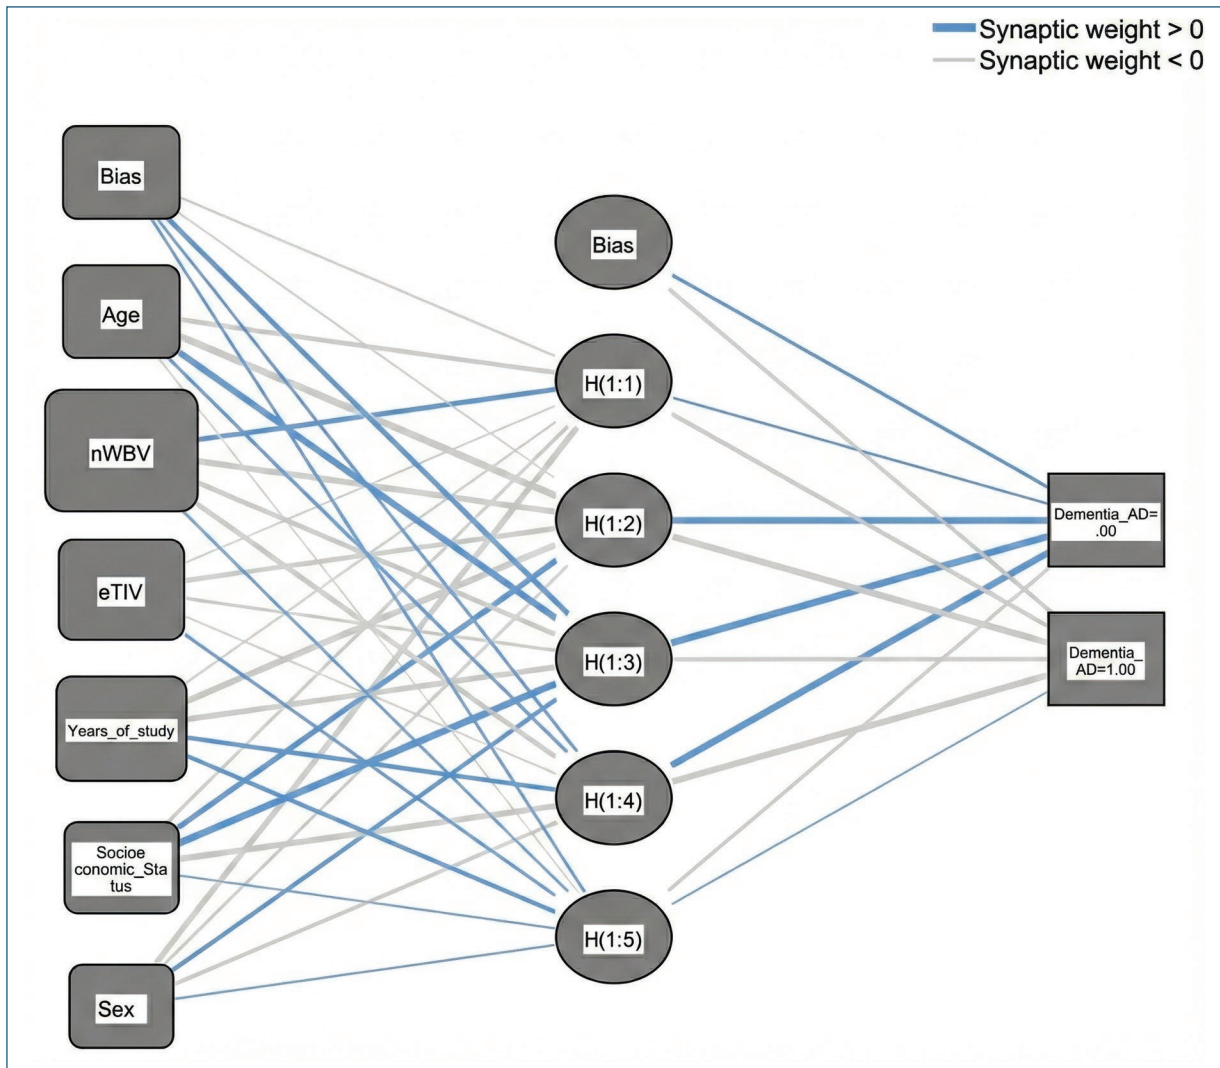 Synaptic weight > 0
Synaptic weight < 0
Bias
Age
nWBV
eTIV
Years_of_study
Socioe
conomic_Sta
tus
Sex
Bias
H(1:1)
H(1:2)
H(1:3)
H(1:4)
H(1:5)
Dementia_AD=
.00
Dementia_
AD=1.00